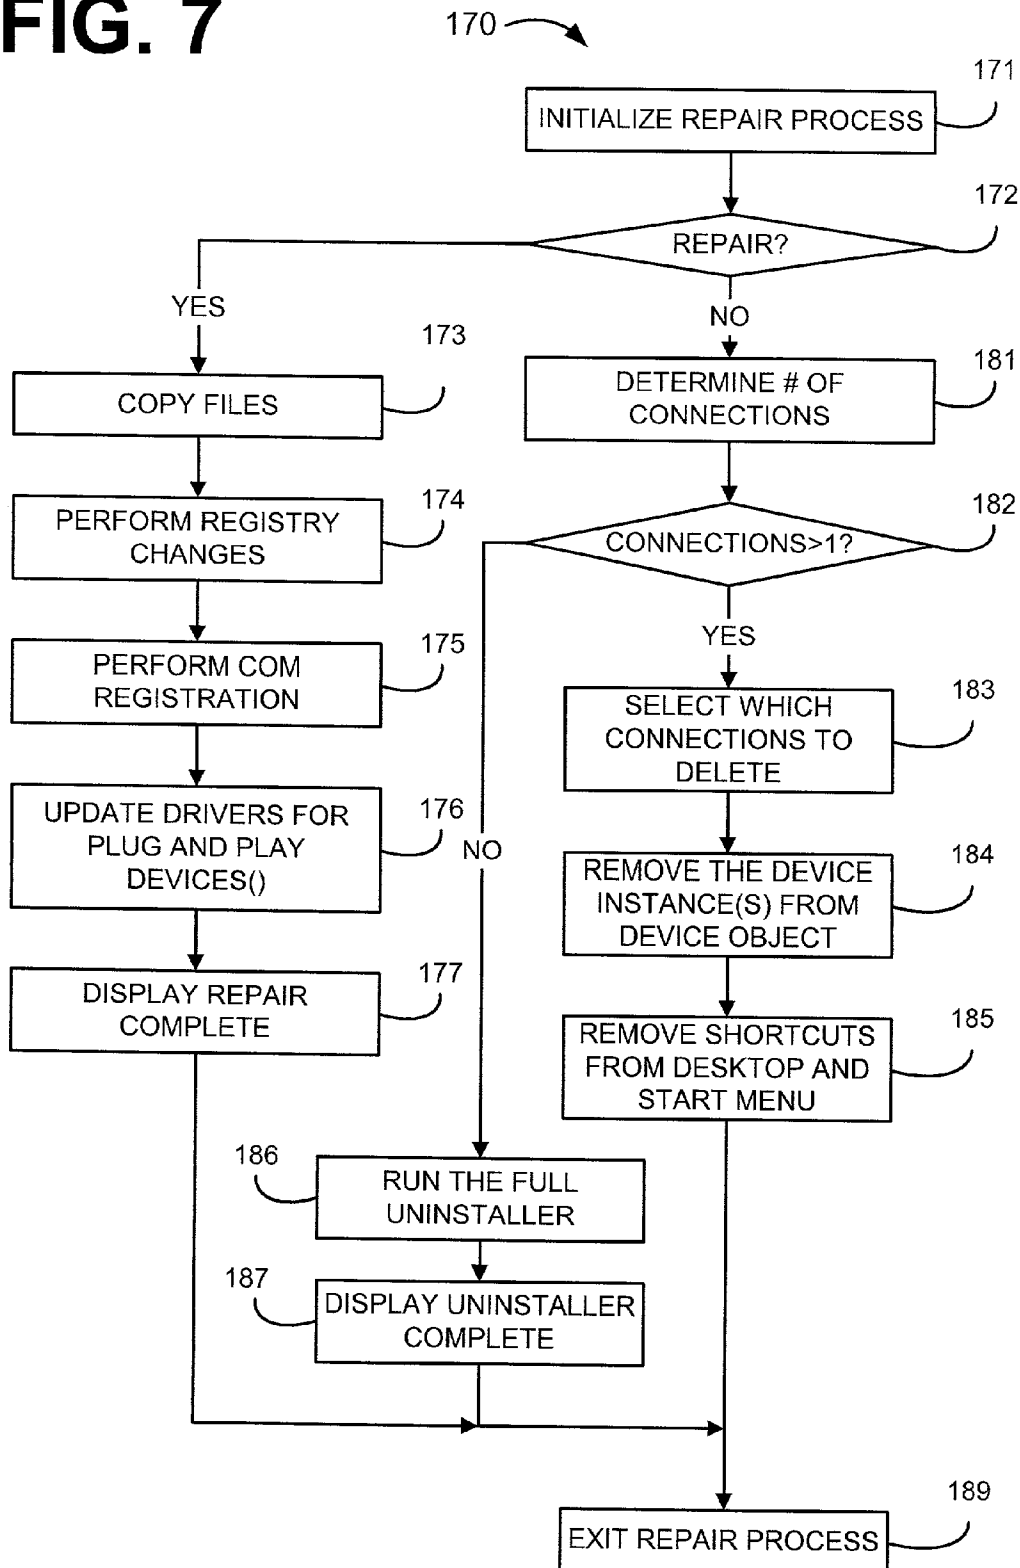 FIG. 7
170
171
INITIALIZE REPAIR PROCESS
172
REPAIR?
YES
NO
173
COPY FILES
181
DETERMINE # OF
CONNECTIONS
174
PERFORM REGISTRY
CHANGES
182
CONNECTIONS>1?
175
PERFORM COM
REGISTRATION
YES
183
SELECT WHICH
CONNECTIONS TO
DELETE
176
UPDATE DRIVERS FOR
PLUG AND PLAY
DEVICES()
NO
184
REMOVE THE DEVICE
INSTANCE(S) FROM
DEVICE OBJECT
177
DISPLAY REPAIR
COMPLETE
185
REMOVE SHORTCUTS
FROM DESKTOP AND
START MENU
186
RUN THE FULL
UNINSTALLER
187
DISPLAY UNINSTALLER
COMPLETE
189
EXIT REPAIR PROCESS